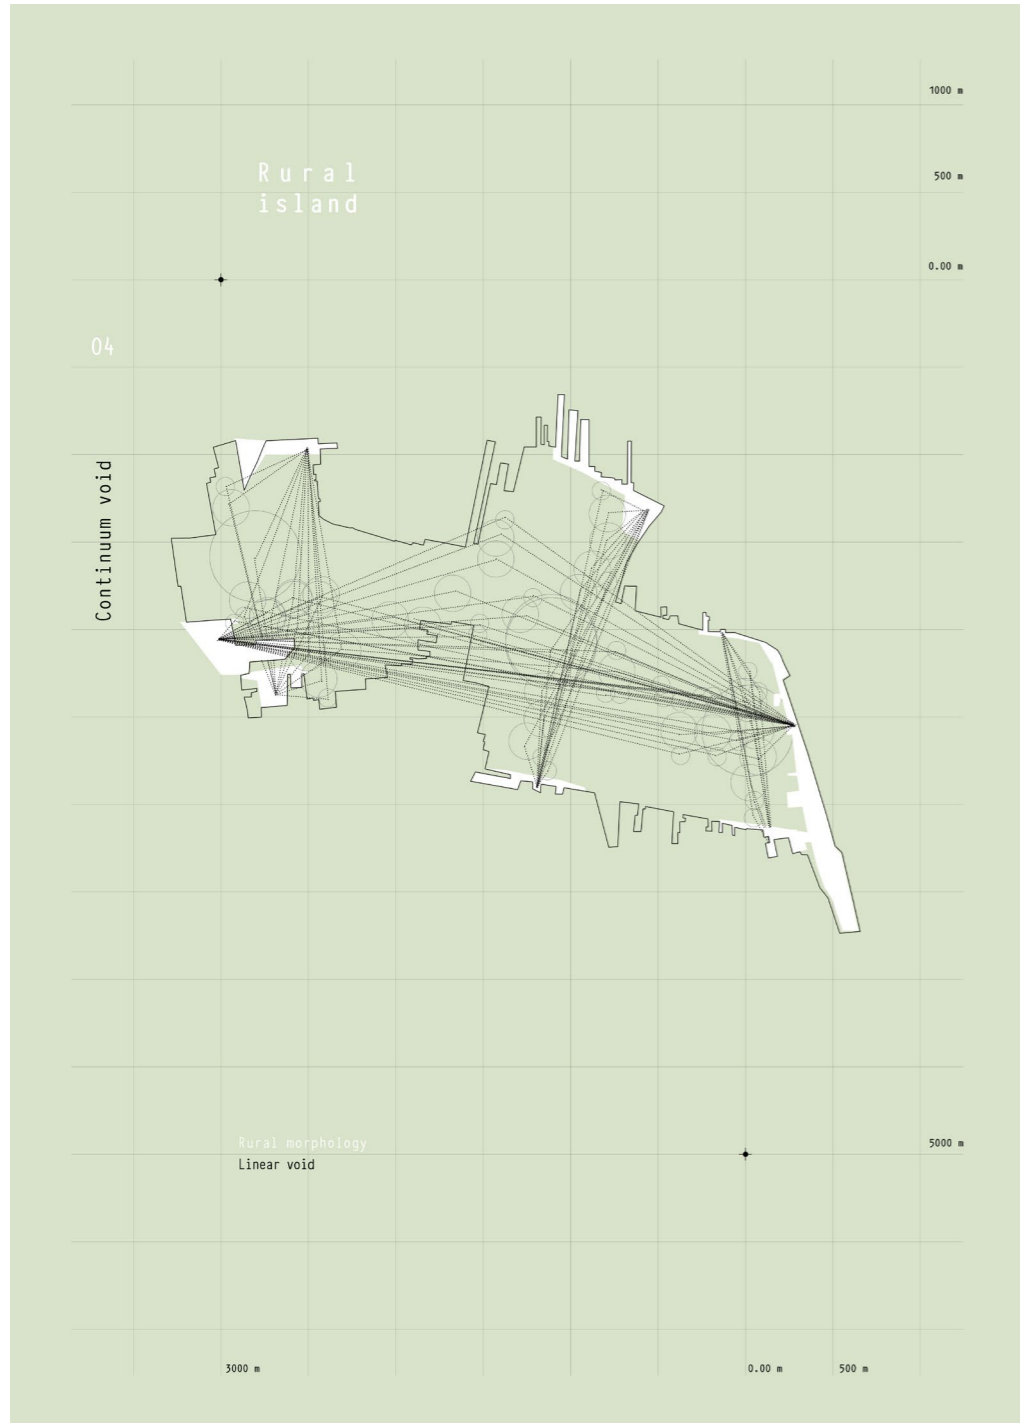 1000 m
500 m
Rural
island
0.00 m
04
Continuum void
5000 m
Rural morphology
Linear void
3000 m
0.00 m
500 m